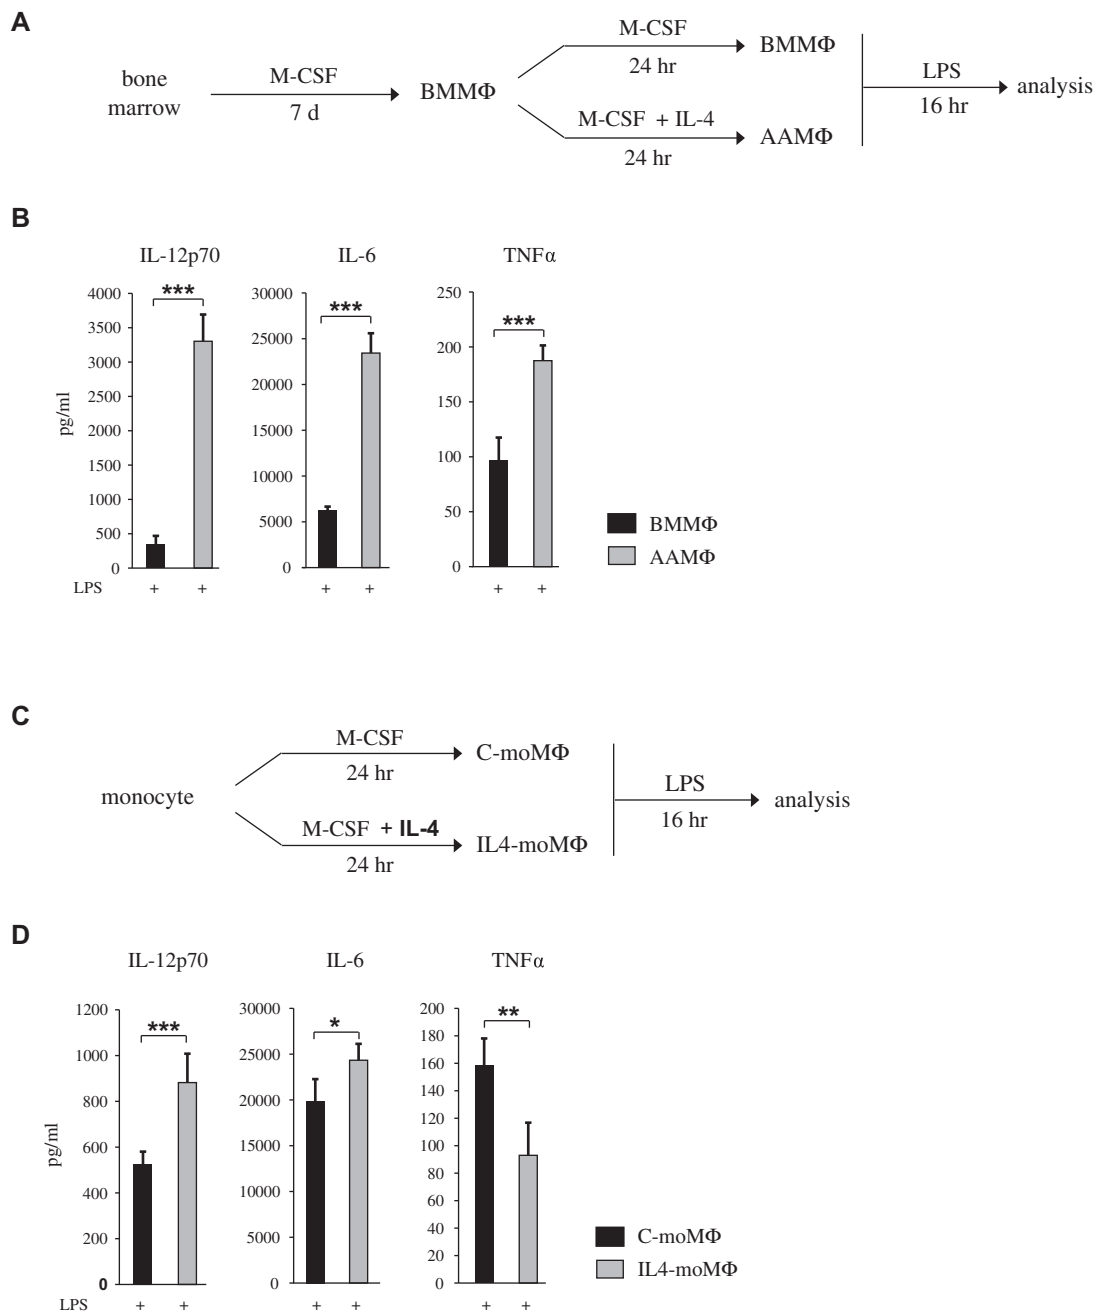 A
bone
marrow
M-CSF
7 d
BMMΦ
M-CSF
24 hr
BMMΦ
M-CSF + IL-4
24 hr
AAMΦ
LPS
16 hr
analysis
B
IL-12p70
IL-6
TNFα
pg/ml
4000
3500
3000
2500
2000
1500
1000
500
0
***
30000
25000
20000
15000
10000
5000
0
***
250
200
150
100
50
0
***
BMMΦ
AAMΦ
LPS + + + + + +
C
monocyte
M-CSF
24 hr
C-moMΦ
M-CSF + IL-4
24 hr
IL4-moMΦ
LPS
16 hr
analysis
D
IL-12p70
IL-6
TNFα
pg/ml
1200
1000
800
600
400
200
0
***
30000
25000
20000
15000
10000
5000
0
*
200
180
160
140
120
100
80
60
40
20
0
**
C-moMΦ
IL4-moMΦ
LPS + + + + + +